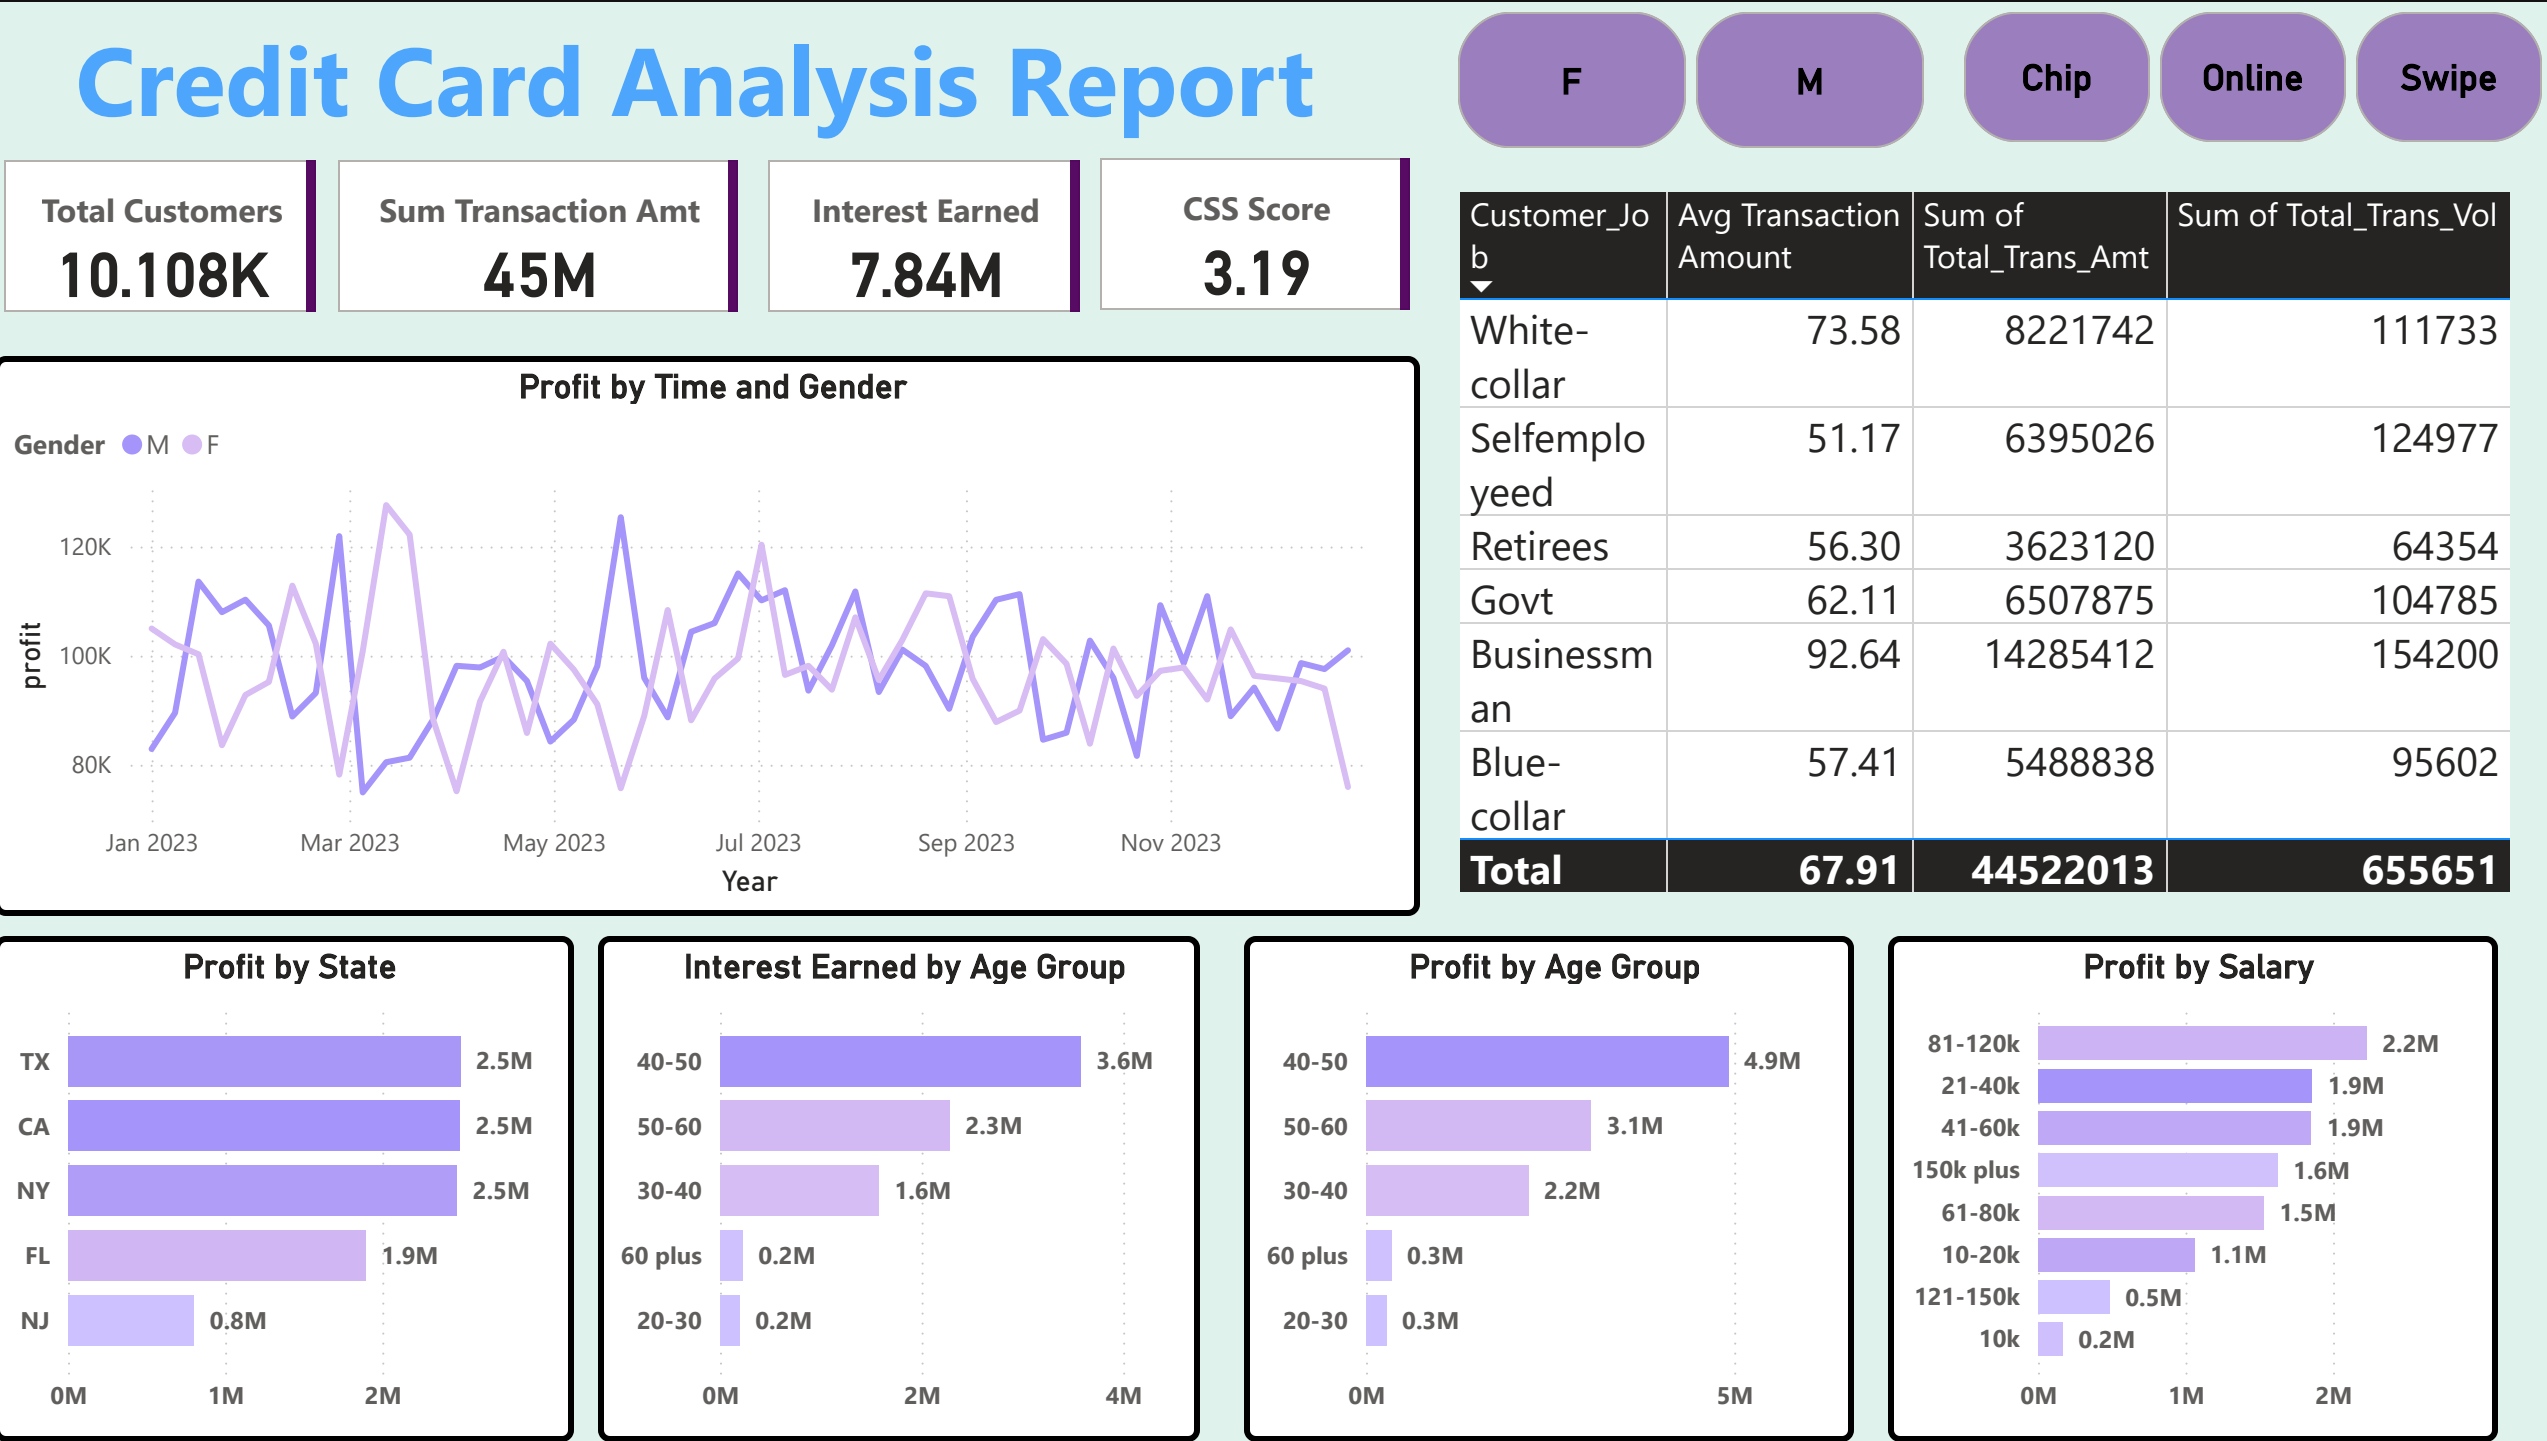 Credit Card Analysis Report
F
M
Chip
Online
Swipe
Total Customers
10.108K
Sum Transaction Amt
45M
Interest Earned
7.84M
CSS Score
3.19
Customer_Jo
b
Avg Transaction
Amount
Sum of
Total_Trans_Amt
Sum of Total_Trans_Vol
White-
collar
73.58
8221742
111733
Selfemplo
yeed
51.17
6395026
124977
Retirees
56.30
3623120
64354
Govt
62.11
6507875
104785
Businessm
an
92.64
14285412
154200
Blue-
collar
57.41
5488838
95602
Total
67.91
44522013
655651
Profit by Time and Gender
Gender M F
profit
120K
100K
80K
Jan 2023
Mar 2023
May 2023
Jul 2023
Sep 2023
Nov 2023
Year
Profit by State
TX 2.5M
CA 2.5M
NY 2.5M
FL 1.9M
NJ 0.8M
0M 1M 2M
Interest Earned by Age Group
40-50 3.6M
50-60 2.3M
30-40 1.6M
60 plus 0.2M
20-30 0.2M
0M 2M 4M
Profit by Age Group
40-50 4.9M
50-60 3.1M
30-40 2.2M
60 plus 0.3M
20-30 0.3M
0M 5M
Profit by Salary
81-120k 2.2M
21-40k 1.9M
41-60k 1.9M
150k plus 1.6M
61-80k 1.5M
10-20k 1.1M
121-150k 0.5M
10k 0.2M
0M 1M 2M